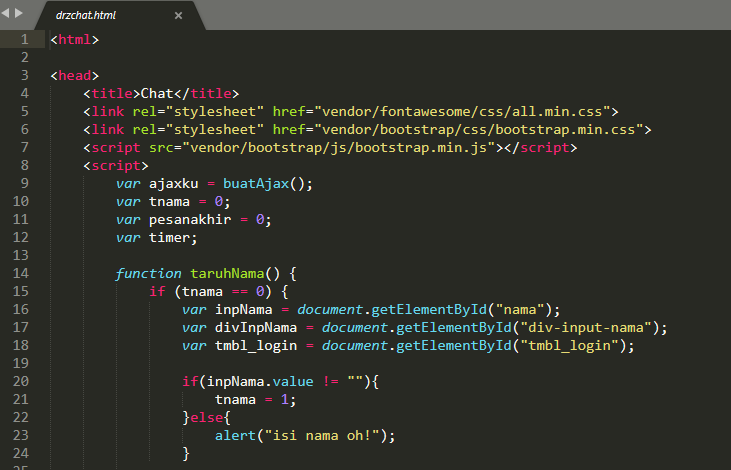 drzchat.html
1 <html>
2
3 <head>
4     <title>Chat</title>
5     <link rel="stylesheet" href="vendor/fontawesome/css/all.min.css">
6     <link rel="stylesheet" href="vendor/bootstrap/css/bootstrap.min.css">
7     <script src="vendor/bootstrap/js/bootstrap.min.js"></script>
8     <script>
9         var ajaxku = buatAjax();
10         var tnama = 0;
11         var pesanakhir = 0;
12         var timer;
13
14         function taruhNama() {
15             if (tnama == 0) {
16                 var inpNama = document.getElementById("nama");
17                 var divInpNama = document.getElementById("div-input-nama");
18                 var tmbl_login = document.getElementById("tmbl_login");
19
20                 if(inpNama.value != ""){
21                     tnama = 1;
22                 }else{
23                     alert("isi nama oh!");
24                 }
25